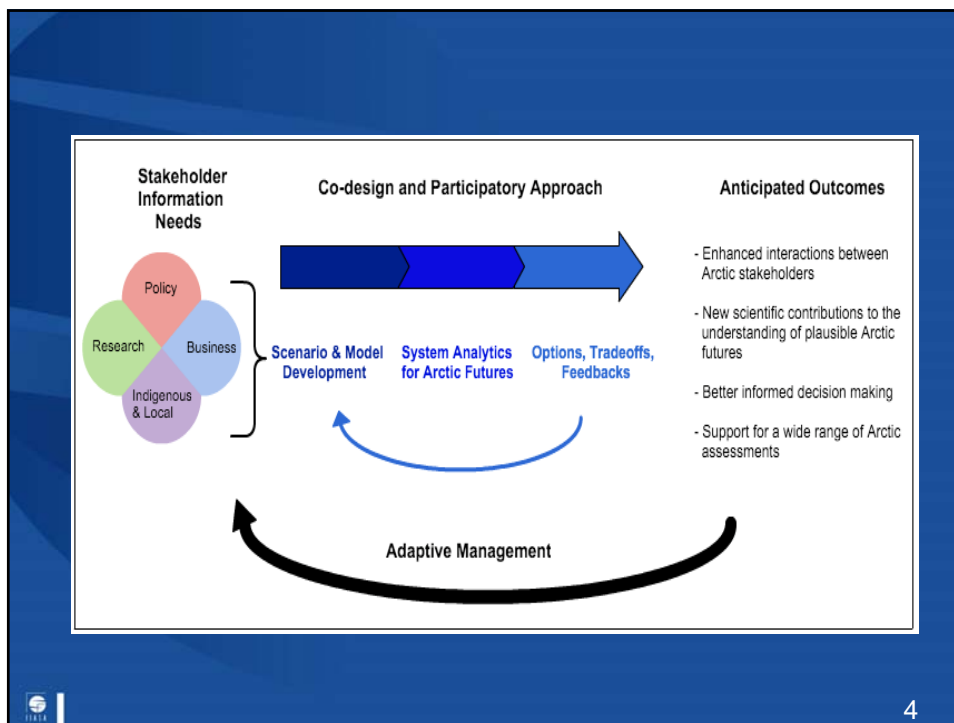 Stakeholder
Information
Needs
Co-design and Participatory Approach
Anticipated Outcomes
Policy
Research
Business
Indigenous
& Local
Scenario & Model
Development
System Analytics
for Arctic Futures
Options, Tradeoffs,
Feedbacks
- Enhanced interactions between
Arctic stakeholders
- New scientific contributions to the
understanding of plausible Arctic
futures
- Better informed decision making
- Support for a wide range of Arctic
assessments
Adaptive Management
IIASA
4